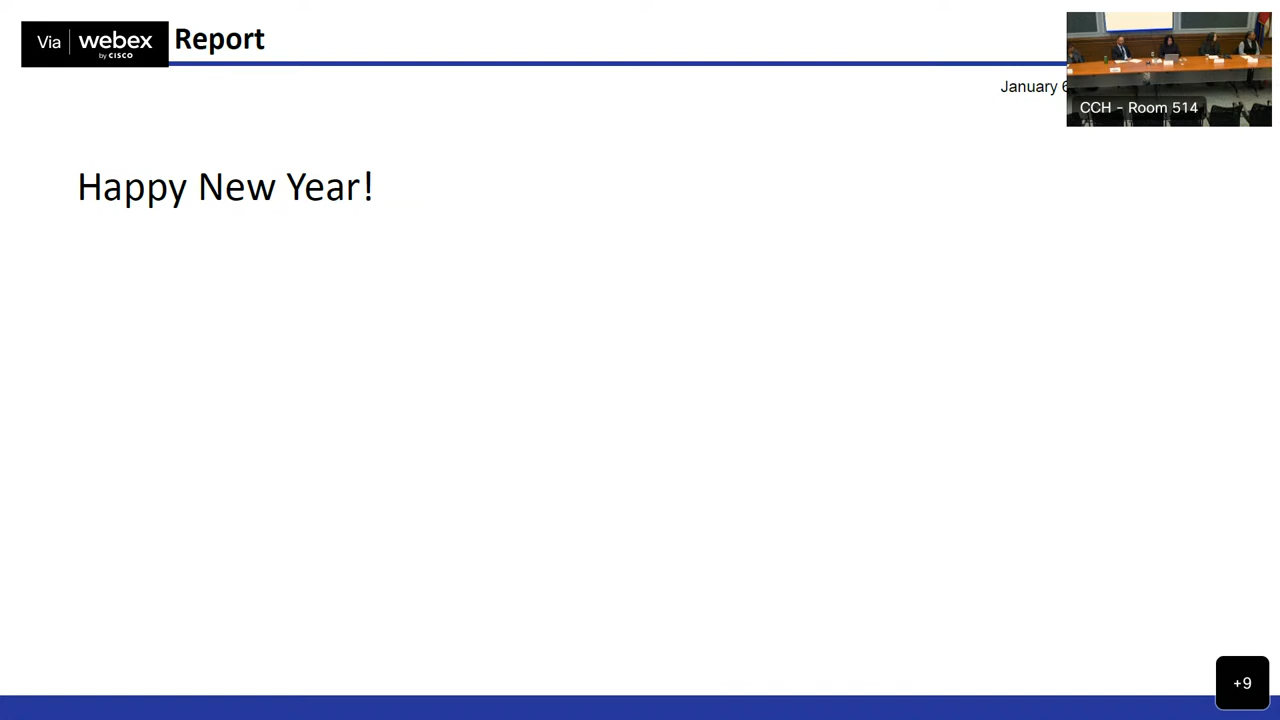 Via webex
by CISCO
Report
January 6
CCH - Room 514
Happy New Year!
+9